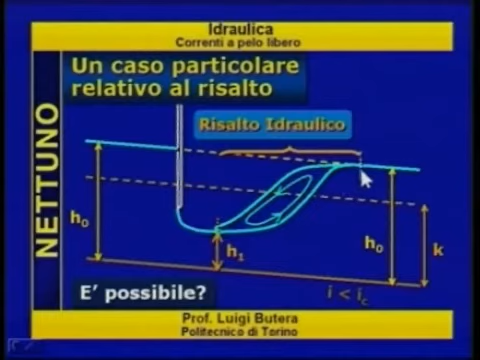 Idraulica
Correnti a pelo libero
NETTUNO
Un caso particolare
relativo al risalto
Risalto Idraulico
h₀
h₁
h₀
k
i < i꜀
E' possibile?
Prof. Luigi Butera
Politecnico di Torino